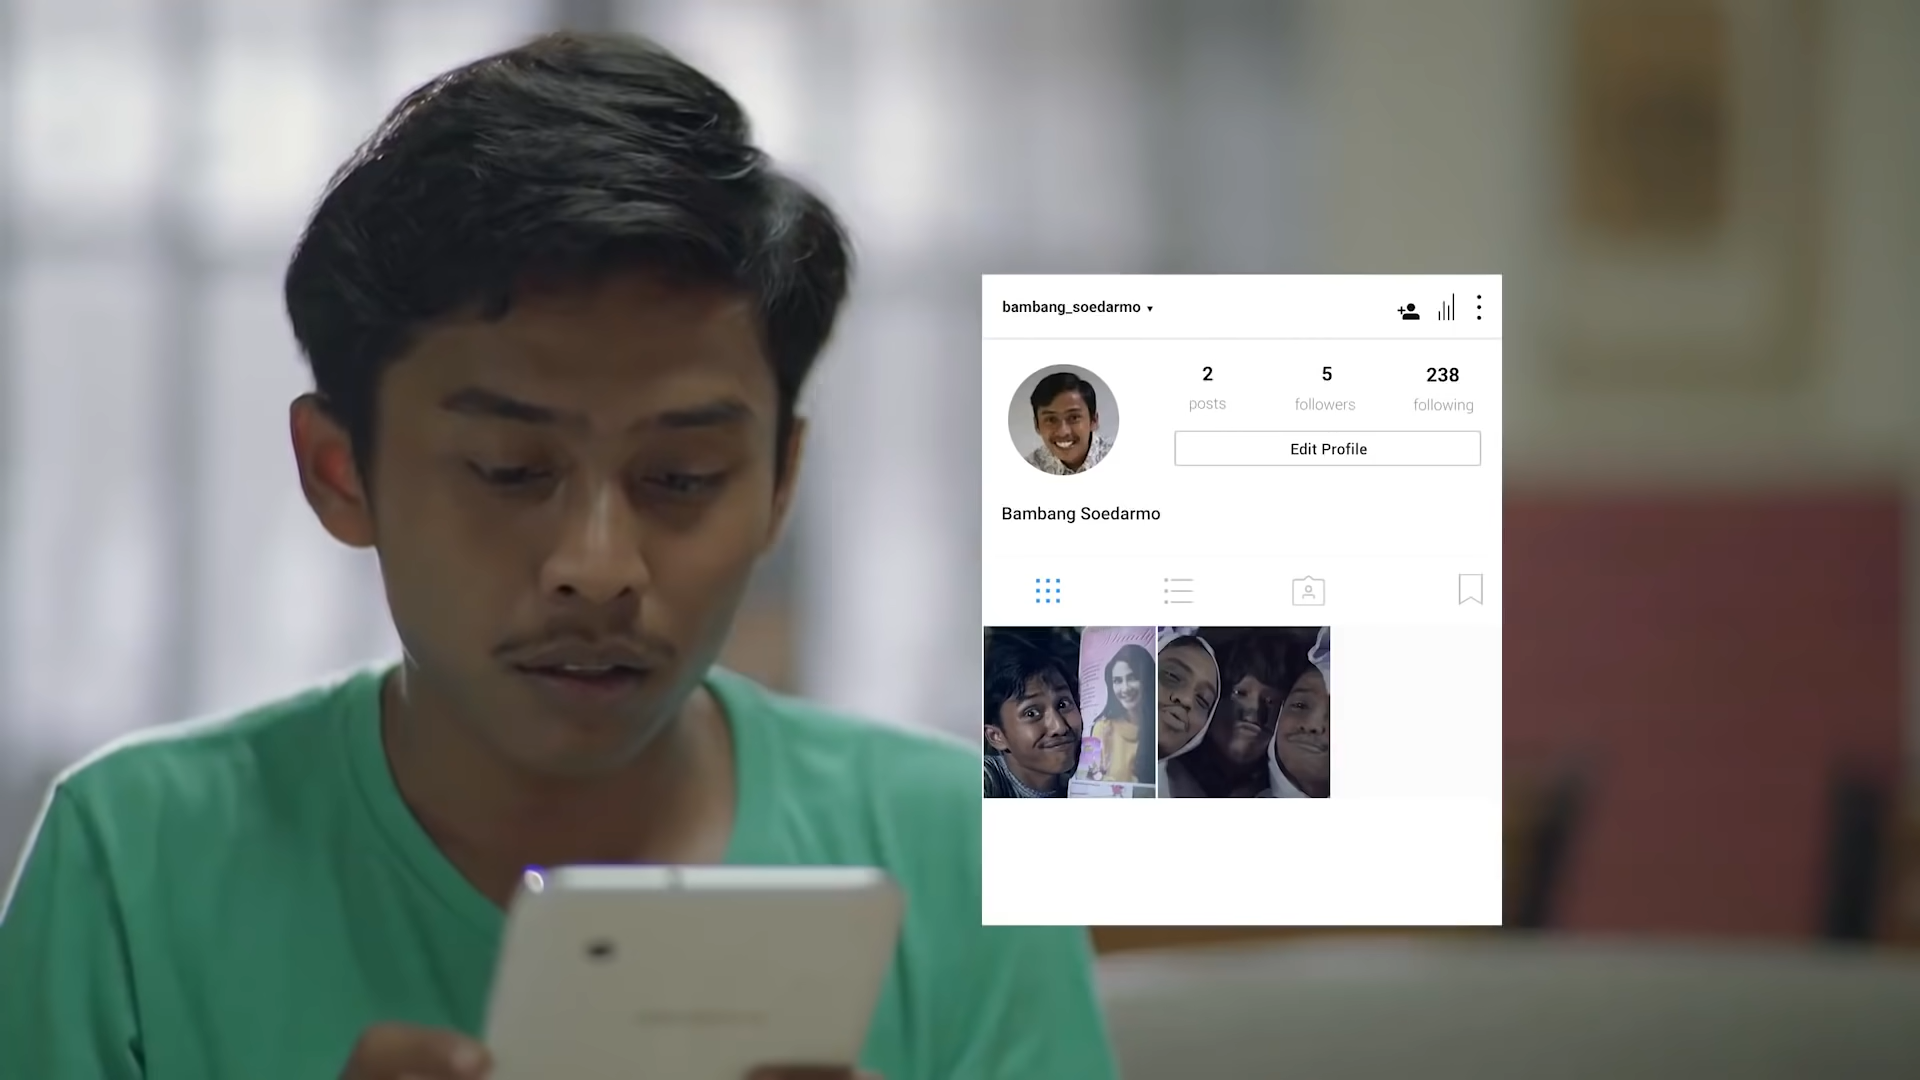 bambang_soedarmo
2 5 238
posts followers following
Edit Profile
Bambang Soedarmo